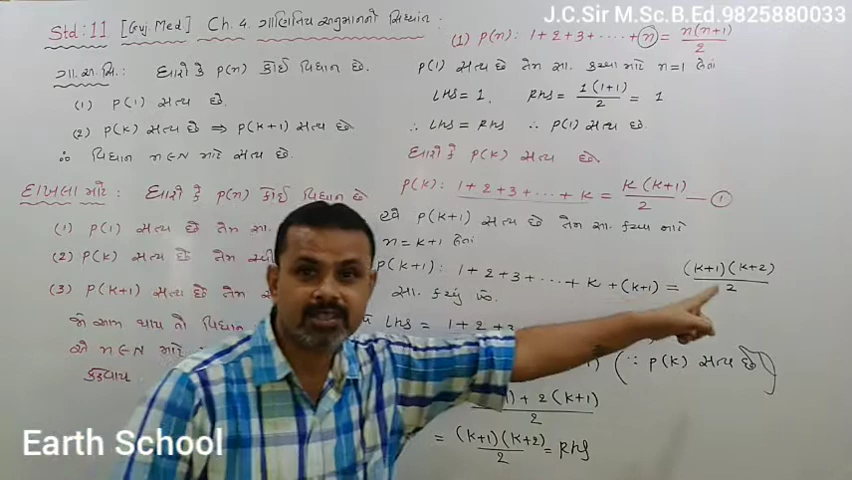 J.C.Sir M.Sc.B.Ed.9825880033
Std: 11 [Guj. Med] Ch. 4. ગાણિતિક અનુમાનનો સિદ્ધાંત :
ગા. અ. સિ. : ધારો કે P(n) કોઈ વિધાન છે.
(1) P(1) સત્ય છે.
(2) P(k) સત્ય છે ⇒ P(k+1) સત્ય છે
∴ વિધાન n∈N માટે સત્ય છે.
દાખલા માટે : ધારો કે P(n) કોઈ વિધાન છે
(1) P(1) સત્ય છે તેમ સા.
(2) P(k) સત્ય છે તેમ
(3) P(k+1) સત્ય છે તેમ
જો આમ થાય તો વિધાન
એ n∈N માટે
કહેવાય.
(1) P(n): 1+2+3+ ···· + n = n(n+1)/2
P(1) સત્ય છે તેમ સા. કરવા માટે n=1 લેતાં
LHS = 1. RHS = 1(1+1)/2 = 1
∴ LHS = RHS ∴ P(1) સત્ય છે.
ધારો કે P(k) સત્ય છે.
P(k): 1+2+3+ ··· + k = k(k+1)/2 — ①
હવે P(k+1) સત્ય છે તેમ સા. કરવા માટે
n = k+1 લેતાં
P(k+1): 1+2+3+ ··· + k + (k+1) = (k+1)(k+2)/2
સા. કરવું છે.
LHS = 1+2+3
(∵ P(k) સત્ય છે)
+ 2(k+1)/2
= (k+1)(k+2)/2 = RHS
Earth School